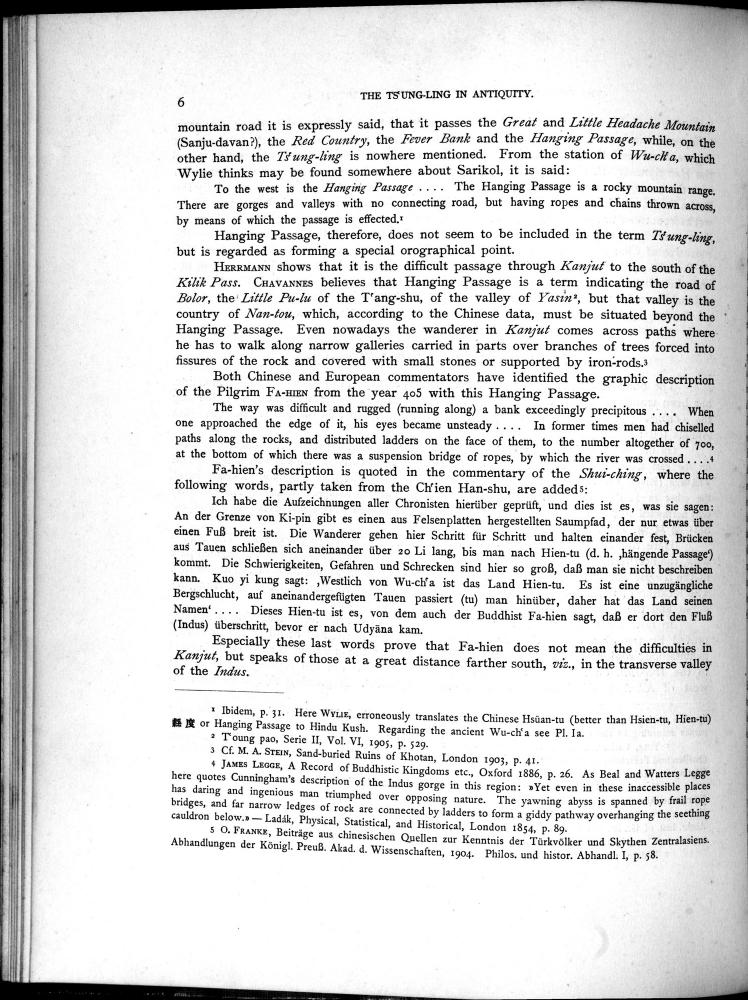 6
THE TS'UNG-LING IN ANTIQUITY.
mountain road it is expressly said, that it passes the Great and Little Headache Mountain
(Sanju-davan?), the Red Country, the Fever Bank and the Hanging Passage, while, on the
other hand, the Ts'ung-ling is nowhere mentioned. From the station of Wu-ch'a, which
Wylie thinks may be found somewhere about Sarikol, it is said:
To the west is the Hanging Passage .... The Hanging Passage is a rocky mountain range.
There are gorges and valleys with no connecting road, but having ropes and chains thrown across,
by means of which the passage is effected.¹
Hanging Passage, therefore, does not seem to be included in the term Ts'ung-ling,
but is regarded as forming a special orographical point.
HERRMANN shows that it is the difficult passage through Kanjut to the south of the
Kilik Pass. CHAVANNES believes that Hanging Passage is a term indicating the road of
Bolor, the Little Pu-lu of the T'ang-shu, of the valley of Yasin², but that valley is the
country of Nan-tou, which, according to the Chinese data, must be situated beyond the
Hanging Passage. Even nowadays the wanderer in Kanjut comes across paths where
he has to walk along narrow galleries carried in parts over branches of trees forced into
fissures of the rock and covered with small stones or supported by iron-rods.³
Both Chinese and European commentators have identified the graphic description
of the Pilgrim FA-HIEN from the year 405 with this Hanging Passage.
The way was difficult and rugged (running along) a bank exceedingly precipitous .... When
one approached the edge of it, his eyes became unsteady .... In former times men had chiselled
paths along the rocks, and distributed ladders on the face of them, to the number altogether of 700,
at the bottom of which there was a suspension bridge of ropes, by which the river was crossed ....⁴
Fa-hien's description is quoted in the commentary of the Shui-ching, where the
following words, partly taken from the Ch'ien Han-shu, are added⁵:
Ich habe die Aufzeichnungen aller Chronisten hierüber geprüft, und dies ist es, was sie sagen:
An der Grenze von Ki-pin gibt es einen aus Felsenplatten hergestellten Saumpfad, der nur etwas über
einen Fuß breit ist. Die Wanderer gehen hier Schritt für Schritt und halten einander fest, Brücken
aus Tauen schließen sich aneinander über 20 Li lang, bis man nach Hien-tu (d. h. ‚hängende Passage‘)
kommt. Die Schwierigkeiten, Gefahren und Schrecken sind hier so groß, daß man sie nicht beschreiben
kann. Kuo yi kung sagt: ‚Westlich von Wu-ch'a ist das Land Hien-tu. Es ist eine unzugängliche
Bergschlucht, auf aneinandergefügten Tauen passiert (tu) man hinüber, daher hat das Land seinen
Namen‘ .... Dieses Hien-tu ist es, von dem auch der Buddhist Fa-hien sagt, daß er dort den Fluß
(Indus) überschritt, bevor er nach Udyāna kam.
Especially these last words prove that Fa-hien does not mean the difficulties in
Kanjut, but speaks of those at a great distance farther south, viz., in the transverse valley
of the Indus.
¹ Ibidem, p. 31. Here WYLIE, erroneously translates the Chinese Hsüan-tu (better than Hsien-tu, Hien-tu)
縣度 or Hanging Passage to Hindu Kush. Regarding the ancient Wu-ch'a see Pl. Ia.
² T'oung pao, Serie II, Vol. VI, 1905, p. 529.
³ Cf. M. A. STEIN, Sand-buried Ruins of Khotan, London 1903, p. 41.
⁴ JAMES LEGGE, A Record of Buddhistic Kingdoms etc., Oxford 1886, p. 26. As Beal and Watters Legge
here quotes Cunningham's description of the Indus gorge in this region: »Yet even in these inaccessible places
has daring and ingenious man triumphed over opposing nature. The yawning abyss is spanned by frail rope
bridges, and far narrow ledges of rock are connected by ladders to form a giddy pathway overhanging the seething
cauldron below.» — Ladák, Physical, Statistical, and Historical, London 1854, p. 89.
⁵ O. FRANKE, Beiträge aus chinesischen Quellen zur Kenntnis der Türkvölker und Skythen Zentralasiens.
Abhandlungen der Königl. Preuß. Akad. d. Wissenschaften, 1904. Philos. und histor. Abhandl. I, p. 58.